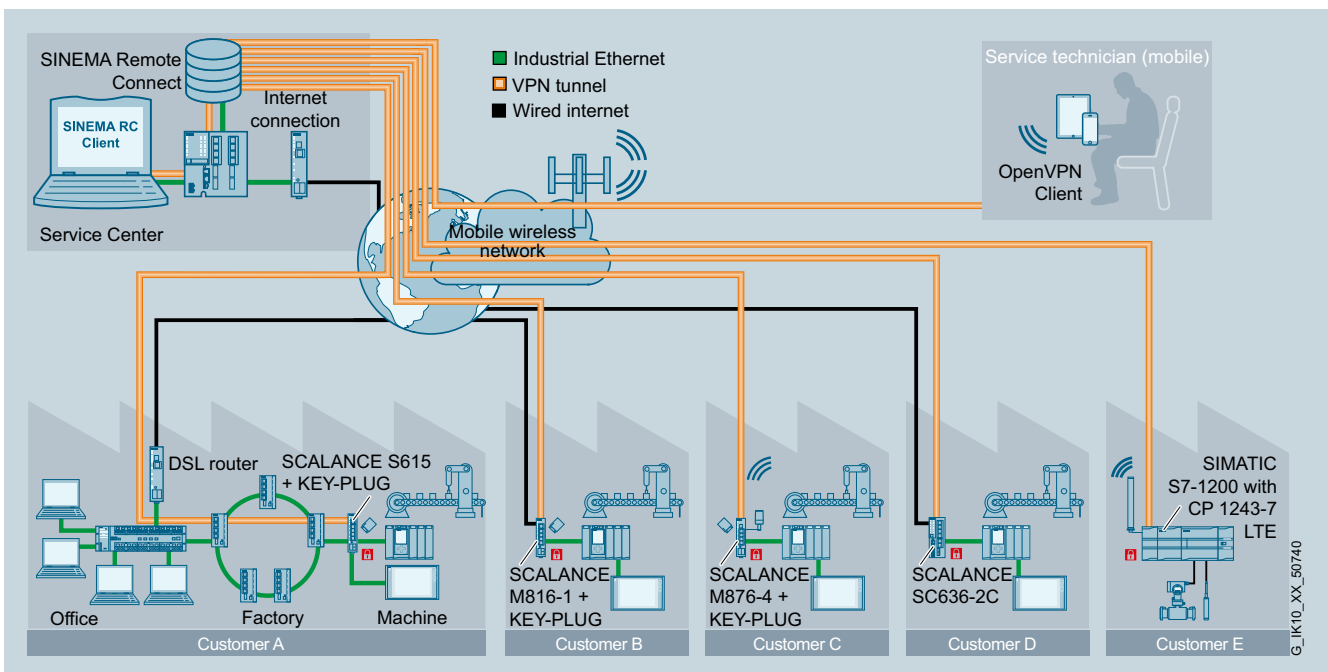 SINEMA Remote
Connect
Internet
connection
SINEMA RC
Client
Service Center
Industrial Ethernet
VPN tunnel
Wired internet
Mobile wireless
network
Service technician (mobile)
OpenVPN
Client
DSL router
SCALANCE S615
+ KEY-PLUG
Office
Factory
Machine
Customer A
SCALANCE
M816-1 +
KEY-PLUG
Customer B
SCALANCE
M876-4 +
KEY-PLUG
Customer C
SCALANCE
SC636-2C
Customer D
SIMATIC
S7-1200 with
CP 1243-7
LTE
Customer E
G_IK10_XX_50740